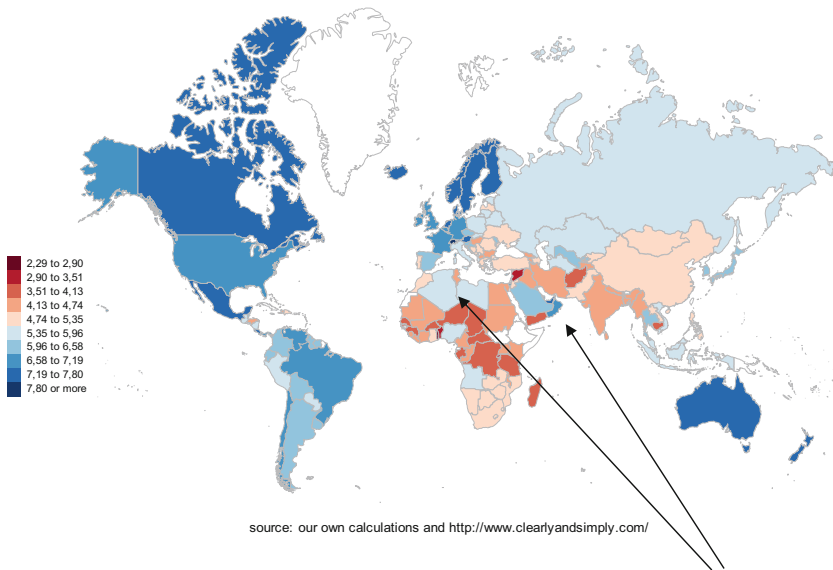 2,29 to 2,90
2,90 to 3,51
3,51 to 4,13
4,13 to 4,74
4,74 to 5,35
5,35 to 5,96
5,96 to 6,58
6,58 to 7,19
7,19 to 7,80
7,80 or more
source: our own calculations and http://www.clearlyandsimply.com/